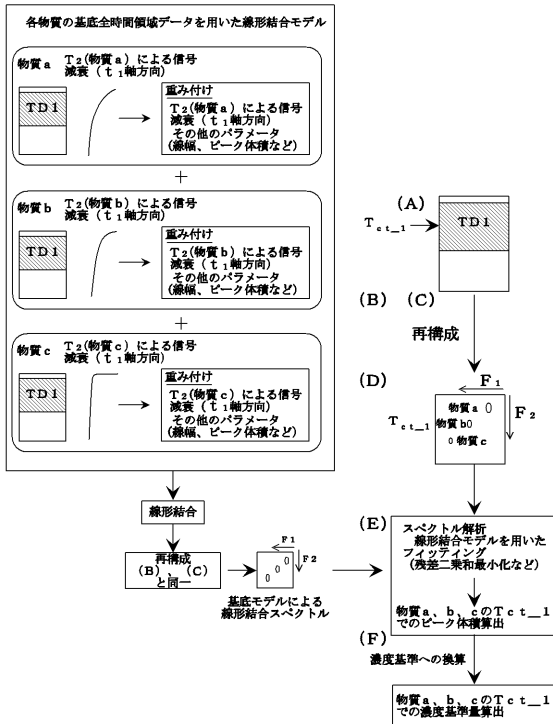 各物質の基底全時間領域データを用いた線形結合モデル
物質a
T₂(物質a)による信号
減衰(t₁軸方向)
TD1
重み付け
T₂(物質a)による信号
減衰(t₁軸方向)
その他のパラメータ
(線幅、ピーク体積など)
+
物質b
T₂(物質b)による信号
減衰(t₁軸方向)
TD1
重み付け
T₂(物質b)による信号
減衰(t₁軸方向)
その他のパラメータ
(線幅、ピーク体積など)
+
物質c
T₂(物質c)による信号
減衰(t₁軸方向)
TD1
重み付け
T₂(物質c)による信号
減衰(t₁軸方向)
その他のパラメータ
(線幅、ピーク体積など)
線形結合
再構成
(B)、(C)
と同一
F1
F2
基底モデルによる
線形結合スペクトル
(A)
Tct_1
TD1
(B) (C)
再構成
(D)
F1
F2
Tct_1
物質a
物質b
物質c
(E)
スペクトル解析
線形結合モデルを用いた
フィッティング
(残差二乗和最小化など)
物質a、b、cのTct_1
でのピーク体積算出
(F)
濃度基準への換算
物質a、b、cのTct_1
での濃度基準量算出